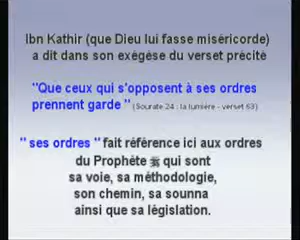 Ibn Kathir (que Dieu lui fasse miséricorde)
a dit dans son exégèse du verset précité
"Que ceux qui s'opposent à ses ordres
prennent garde " (Sourate 24 : la lumière - verset 63)
" ses ordres " fait référence ici aux ordres
du Prophète ﷺ qui sont
sa voie, sa méthodologie,
son chemin, sa sounna
ainsi que sa législation.